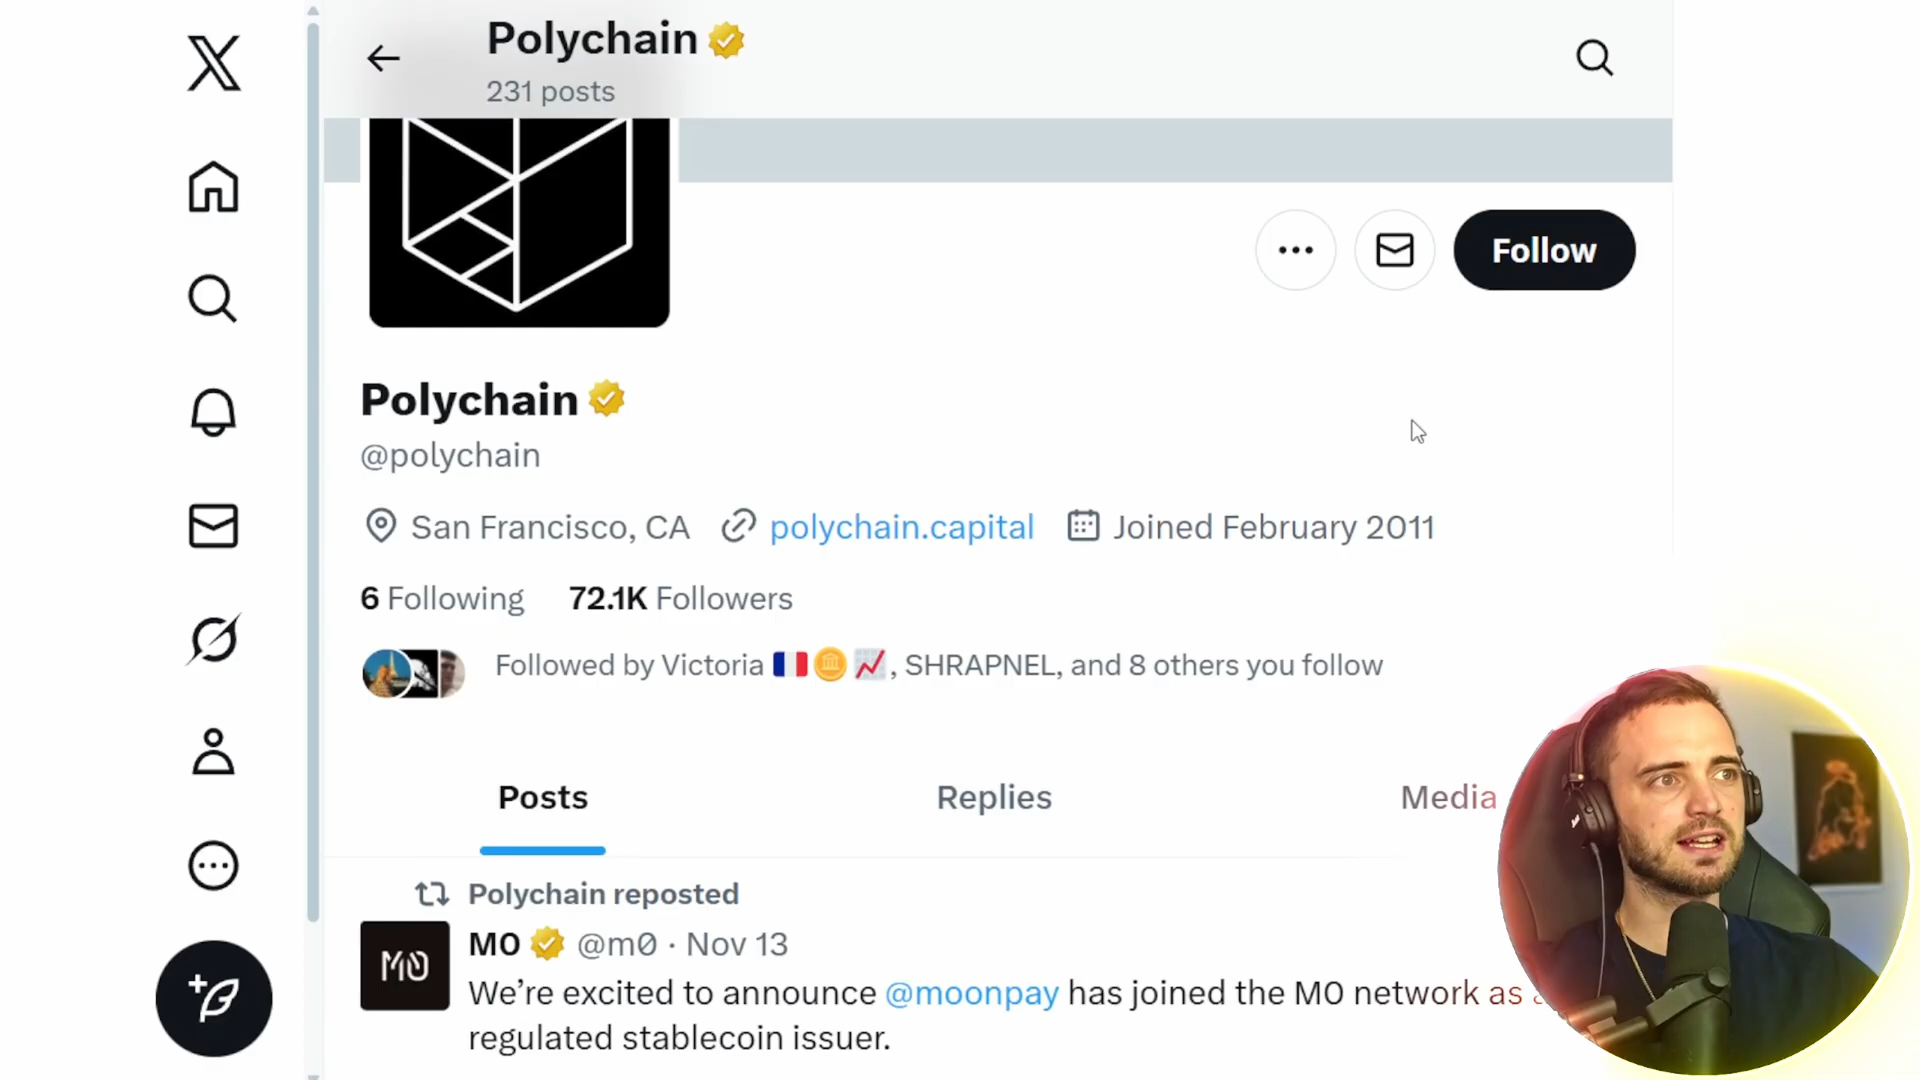 Polychain
231 posts
Follow
Polychain
@polychain
San Francisco, CA polychain.capital Joined February 2011
6 Following 72.1K Followers
Followed by Victoria 🇫🇷🪙📈, SHRAPNEL, and 8 others you follow
Posts Replies Media
Polychain reposted
M0 @m0 · Nov 13
We’re excited to announce @moonpay has joined the M0 network as a
regulated stablecoin issuer.
M0